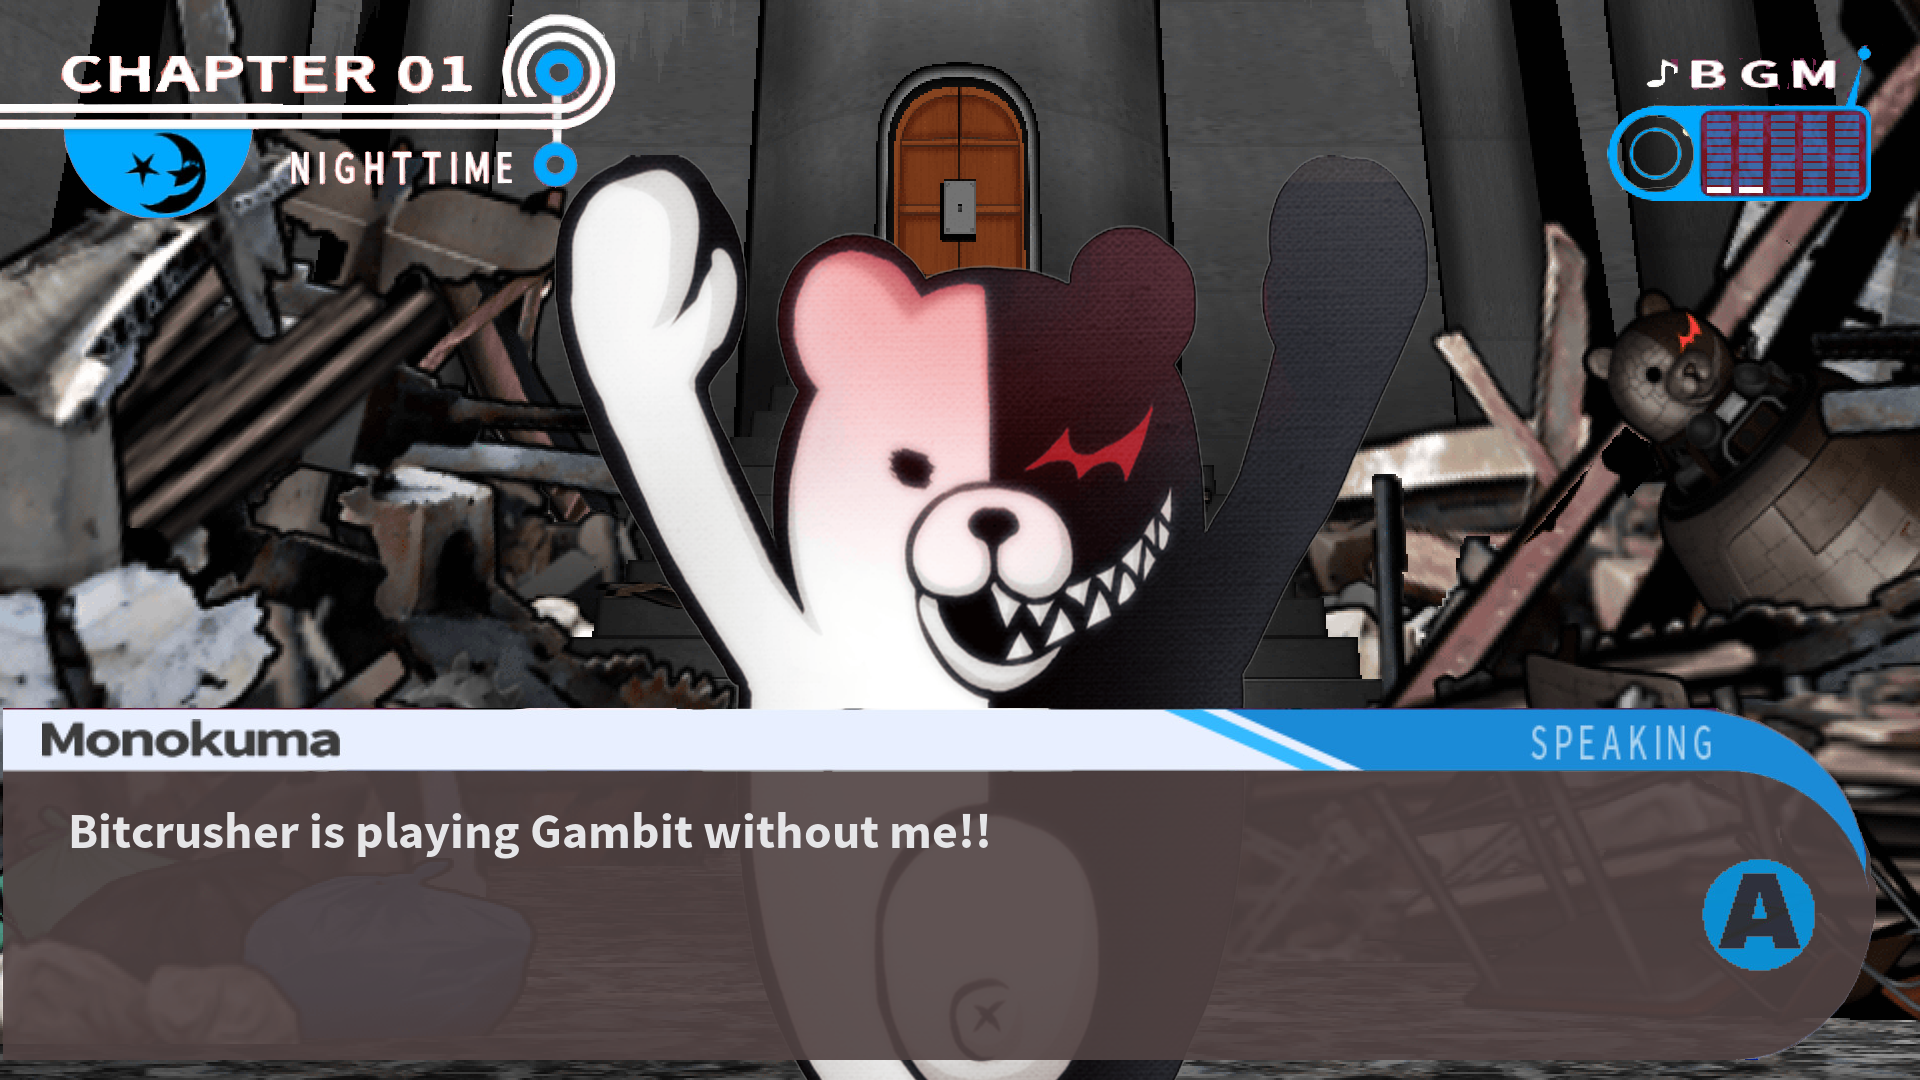 CHAPTER 01
NIGHTTIME
♪BGM
Monokuma
SPEAKING
Bitcrusher is playing Gambit without me!!
A